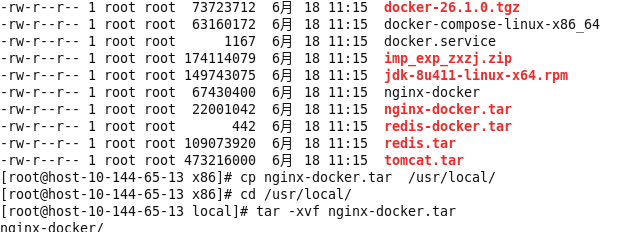 -rw-r--r-- 1 root root  73723712  6月  18 11:15  docker-26.1.0.tgz
-rw-r--r-- 1 root root  63160172  6月  18 11:15  docker-compose-linux-x86_64
-rw-r--r-- 1 root root      1167  6月  18 11:15  docker.service
-rw-r--r-- 1 root root 174114079  6月  18 11:15  imp_exp_zxzj.zip
-rw-r--r-- 1 root root 149743075  6月  18 11:15  jdk-8u411-linux-x64.rpm
-rw-r--r-- 1 root root  67430400  6月  18 11:15  nginx-docker
-rw-r--r-- 1 root root  22001042  6月  18 11:15  nginx-docker.tar
-rw-r--r-- 1 root root       442  6月  18 11:15  redis-docker.tar
-rw-r--r-- 1 root root 109073920  6月  18 11:15  redis.tar
-rw-r--r-- 1 root root 473216000  6月  18 11:15  tomcat.tar
[root@host-10-144-65-13 x86]# cp nginx-docker.tar  /usr/local/
[root@host-10-144-65-13 x86]# cd /usr/local/
[root@host-10-144-65-13 local]# tar -xvf nginx-docker.tar
nginx-docker/